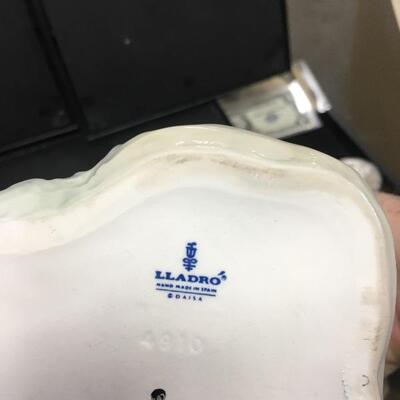 LLADRÓ
HAND MADE IN SPAIN
© DAISA
4910